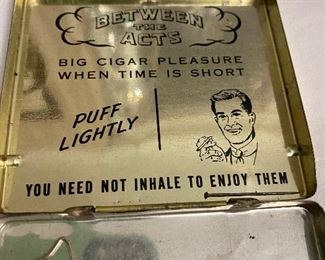 BETWEEN
THE
ACTS
BIG CIGAR PLEASURE
WHEN TIME IS SHORT
PUFF
LIGHTLY
YOU NEED NOT INHALE TO ENJOY THEM